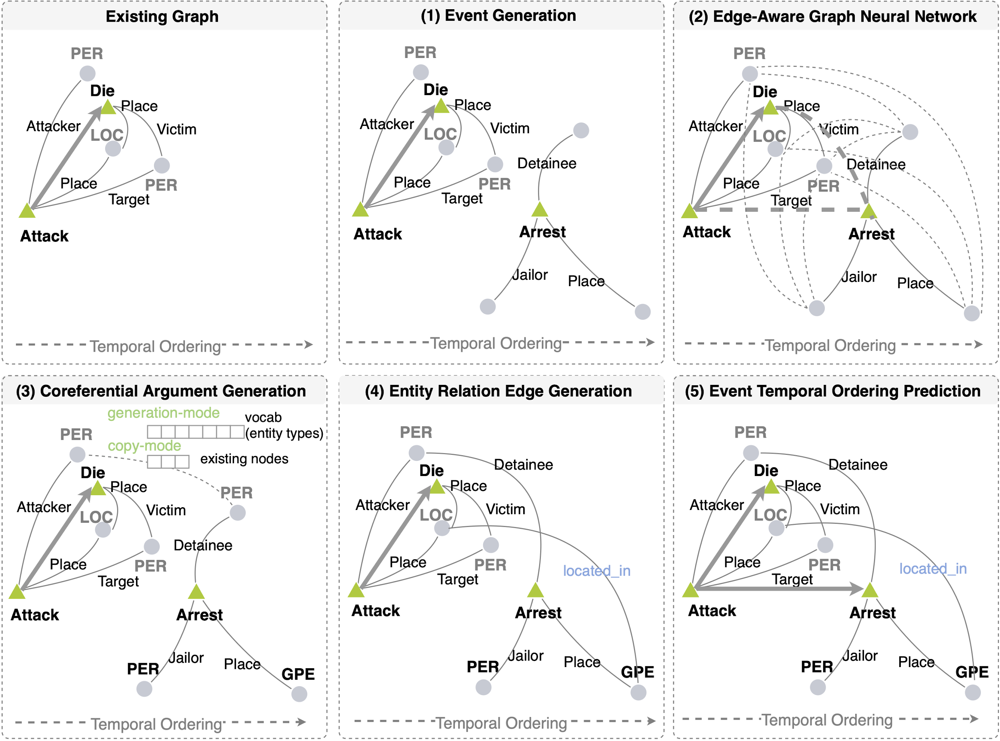 Existing Graph
PER
Die
Place
Attacker
Victim
LOC
Place
PER
Target
Attack
Temporal Ordering
(1) Event Generation
PER
Die
Place
Attacker
Victim
LOC
Detainee
Place
PER
Target
Attack
Arrest
Jailor
Place
Temporal Ordering
(2) Edge-Aware Graph Neural Network
PER
Die
Place
Attacker
Victim
LOC
Detainee
Place
PER
Target
Attack
Arrest
Jailor
Place
Temporal Ordering
(3) Coreferential Argument Generation
generation-mode
vocab
(entity types)
PER
copy-mode
existing nodes
Die
Place
PER
Attacker
Victim
LOC
Detainee
Place
PER
Target
Attack
Arrest
Jailor
PER
Place
GPE
Temporal Ordering
(4) Entity Relation Edge Generation
PER
Detainee
Die
Place
Attacker
Victim
LOC
Place
PER
located_in
Target
Attack
Arrest
Jailor
Place
PER
GPE
Temporal Ordering
(5) Event Temporal Ordering Prediction
PER
Detainee
Die
Place
Attacker
Victim
LOC
Place
PER
located_in
Target
Attack
Arrest
Jailor
Place
PER
GPE
Temporal Ordering